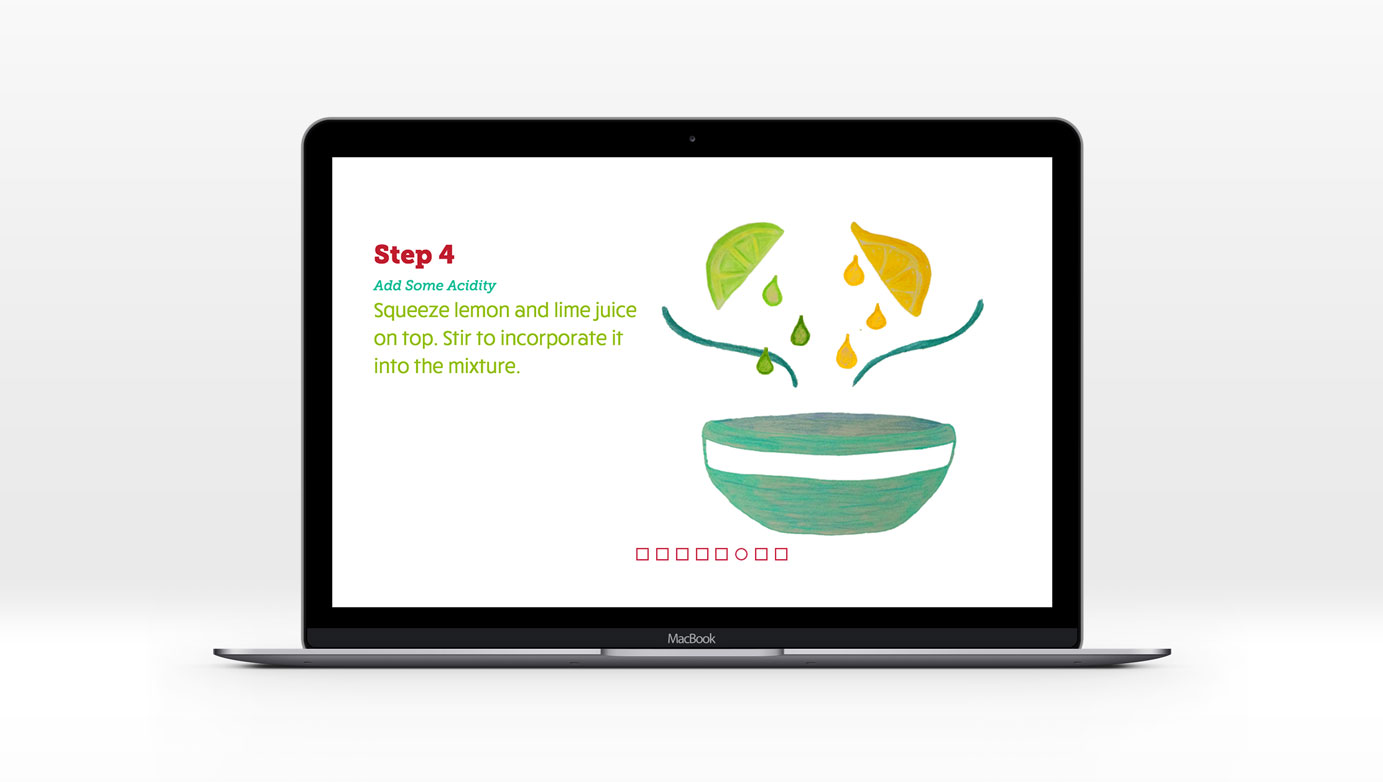 Step 4
Add Some Acidity
Squeeze lemon and lime juice
on top. Stir to incorporate it
into the mixture.
MacBook